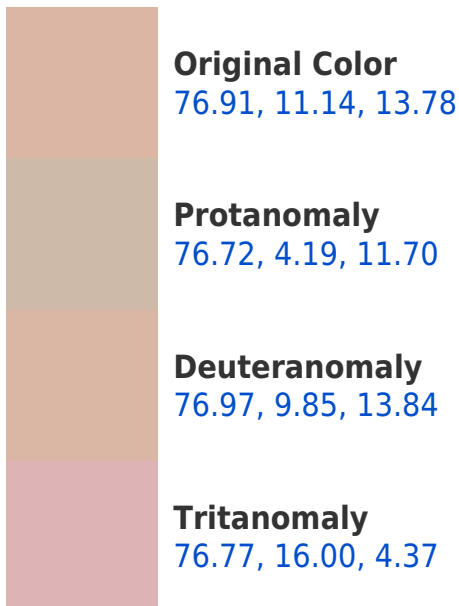 Original Color
76.91, 11.14, 13.78
Protanomaly
76.72, 4.19, 11.70
Deuteranomaly
76.97, 9.85, 13.84
Tritanomaly
76.77, 16.00, 4.37